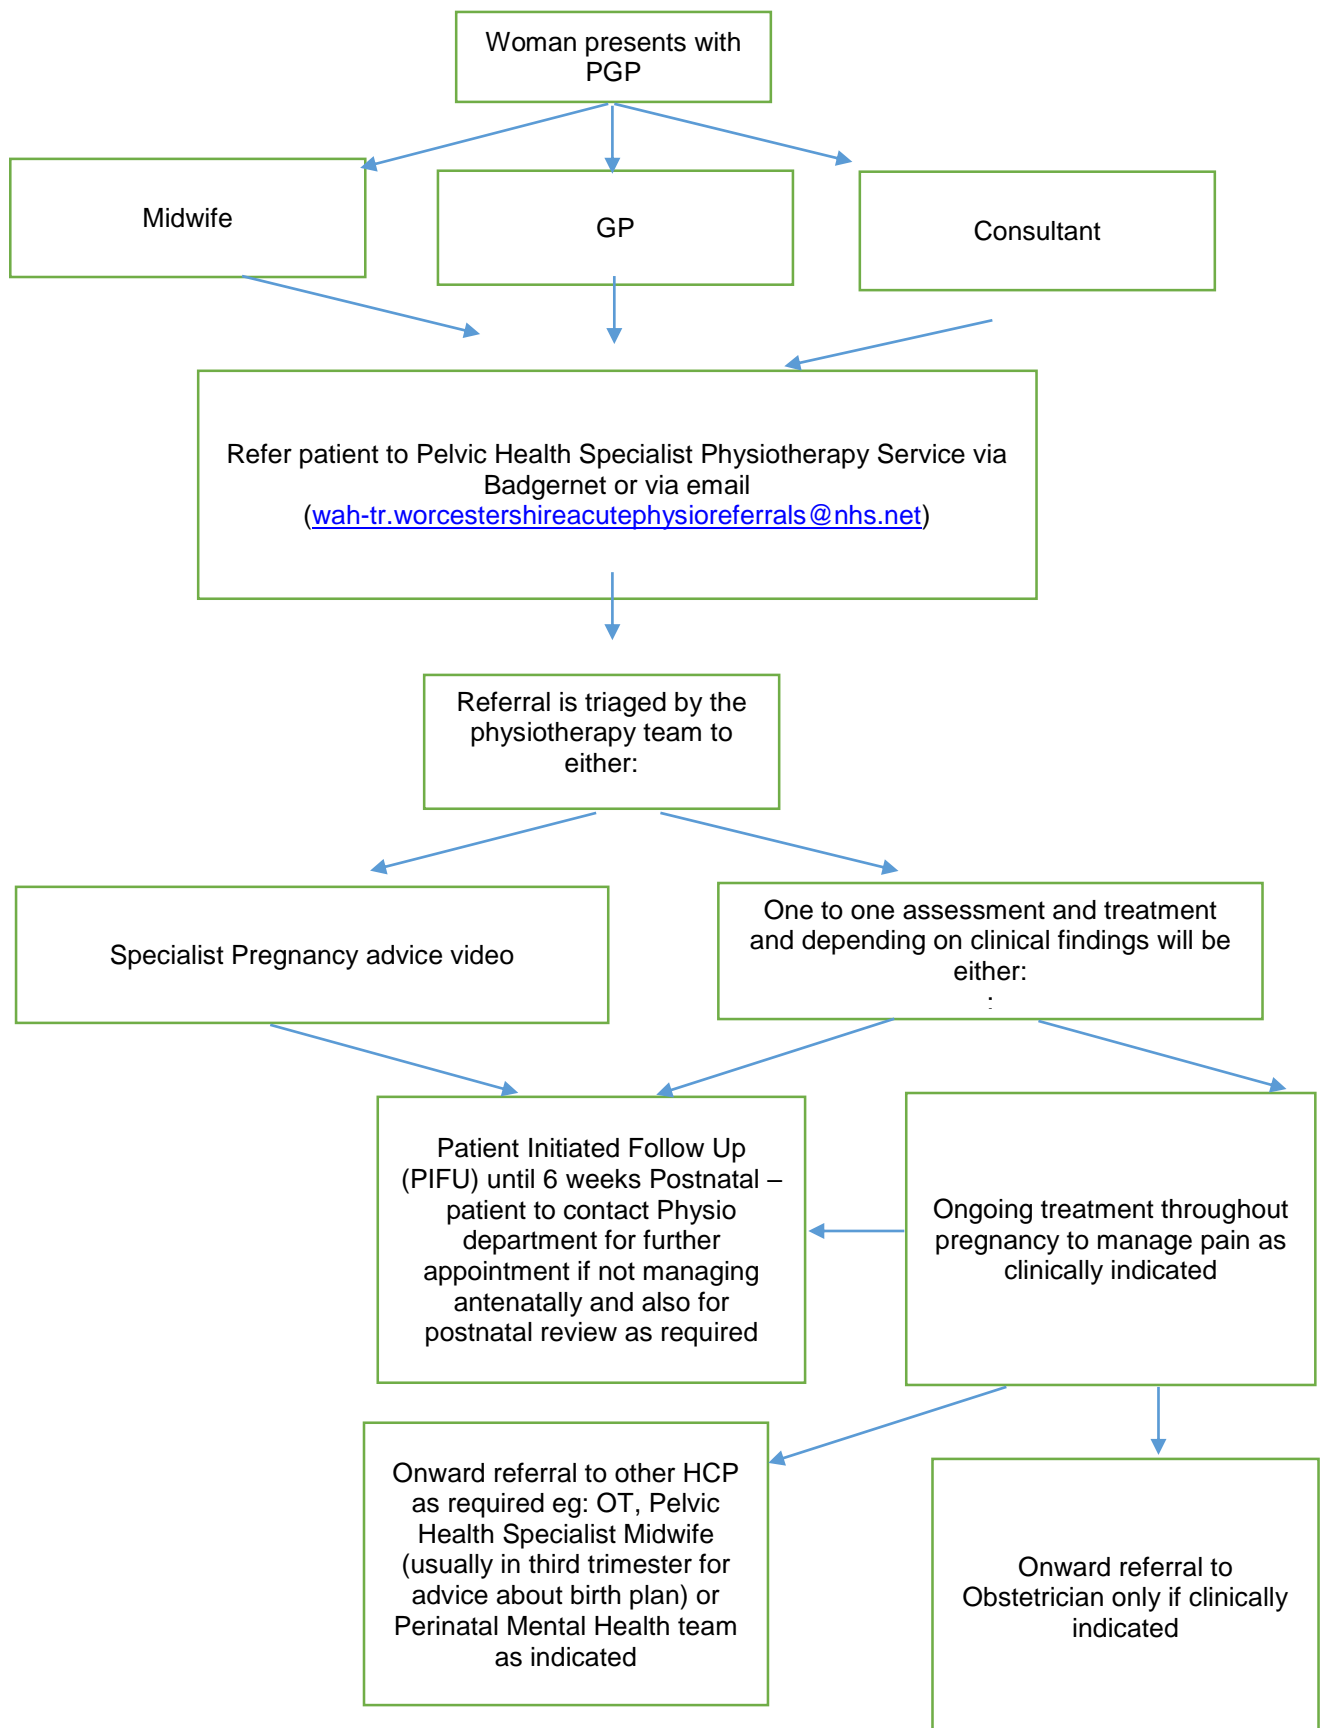 Woman presents with
PGP
Midwife
GP
Consultant
Refer patient to Pelvic Health Specialist Physiotherapy Service via
Badgernet or via email
(wah-tr.worcestershireacutephysioreferrals@nhs.net)
Referral is triaged by the
physiotherapy team to
either:
Specialist Pregnancy advice video
One to one assessment and treatment
and depending on clinical findings will be
either:
:
Patient Initiated Follow Up
(PIFU) until 6 weeks Postnatal –
patient to contact Physio
department for further
appointment if not managing
antenatally and also for
postnatal review as required
Ongoing treatment throughout
pregnancy to manage pain as
clinically indicated
Onward referral to other HCP
as required eg: OT, Pelvic
Health Specialist Midwife
(usually in third trimester for
advice about birth plan) or
Perinatal Mental Health team
as indicated
Onward referral to
Obstetrician only if clinically
indicated